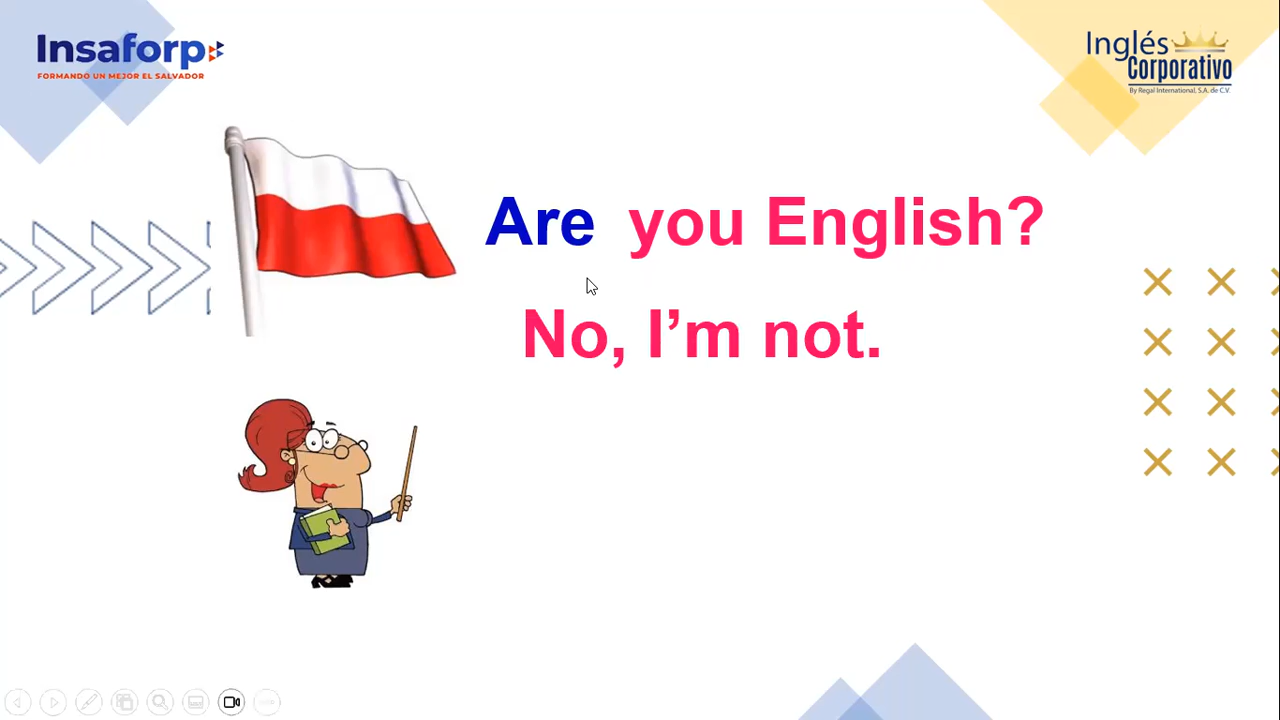 Insaforp
FORMANDO UN MEJOR EL SALVADOR
Inglés
Corporativo
By Regal International, S.A. de C.V.
Are you English?
No, I’m not.